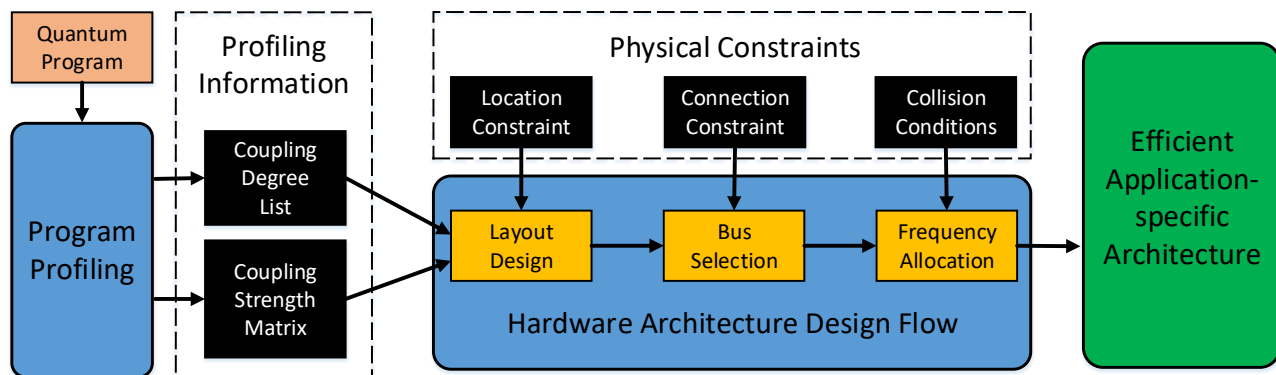 Quantum
Program
Program
Profiling
Profiling
Information
Coupling
Degree
List
Coupling
Strength
Matrix
Physical Constraints
Location
Constraint
Connection
Constraint
Collision
Conditions
Layout
Design
Bus
Selection
Frequency
Allocation
Hardware Architecture Design Flow
Efficient
Application-
specific
Architecture